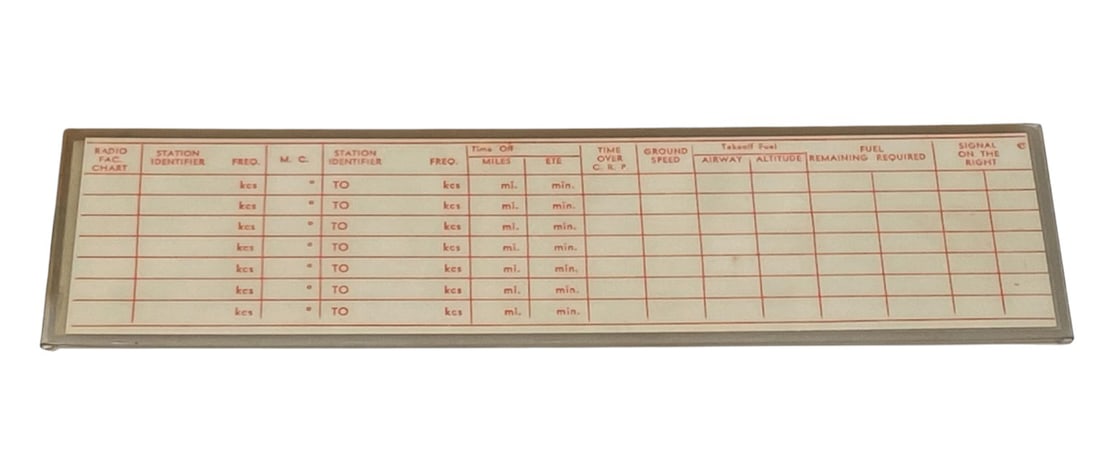 RADIO FAC. CHART STATION IDENTIFIER FREQ. M. C. STATION IDENTIFIER FREQ. Time Off MILES ETE TIME OVER C. R. P. GROUND SPEED Takeoff Fuel AIRWAY ALTITUDE FUEL REMAINING REQUIRED SIGNAL ON THE RIGHT
kcs ° TO kcs mi. min.
kcs ° TO kcs mi. min.
kcs ° TO kcs mi. min.
kcs ° TO kcs mi. min.
kcs ° TO kcs mi. min.
kcs ° TO kcs mi. min.
kcs ° TO kcs mi. min.